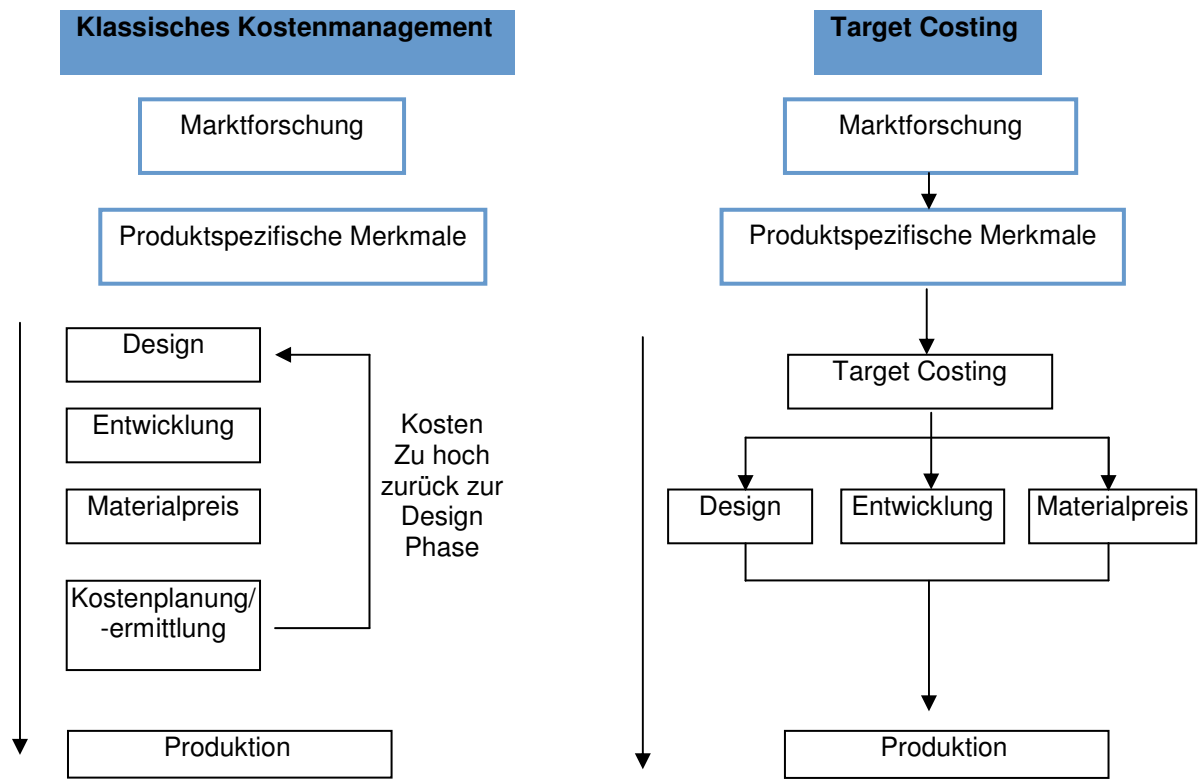 Klassisches Kostenmanagement
Marktforschung
Produktspezifische Merkmale
Design
Entwicklung
Materialpreis
Kostenplanung/
-ermittlung
Kosten
Zu hoch
zurück zur
Design
Phase
Produktion
Target Costing
Marktforschung
Produktspezifische Merkmale
Target Costing
Design
Entwicklung
Materialpreis
Produktion